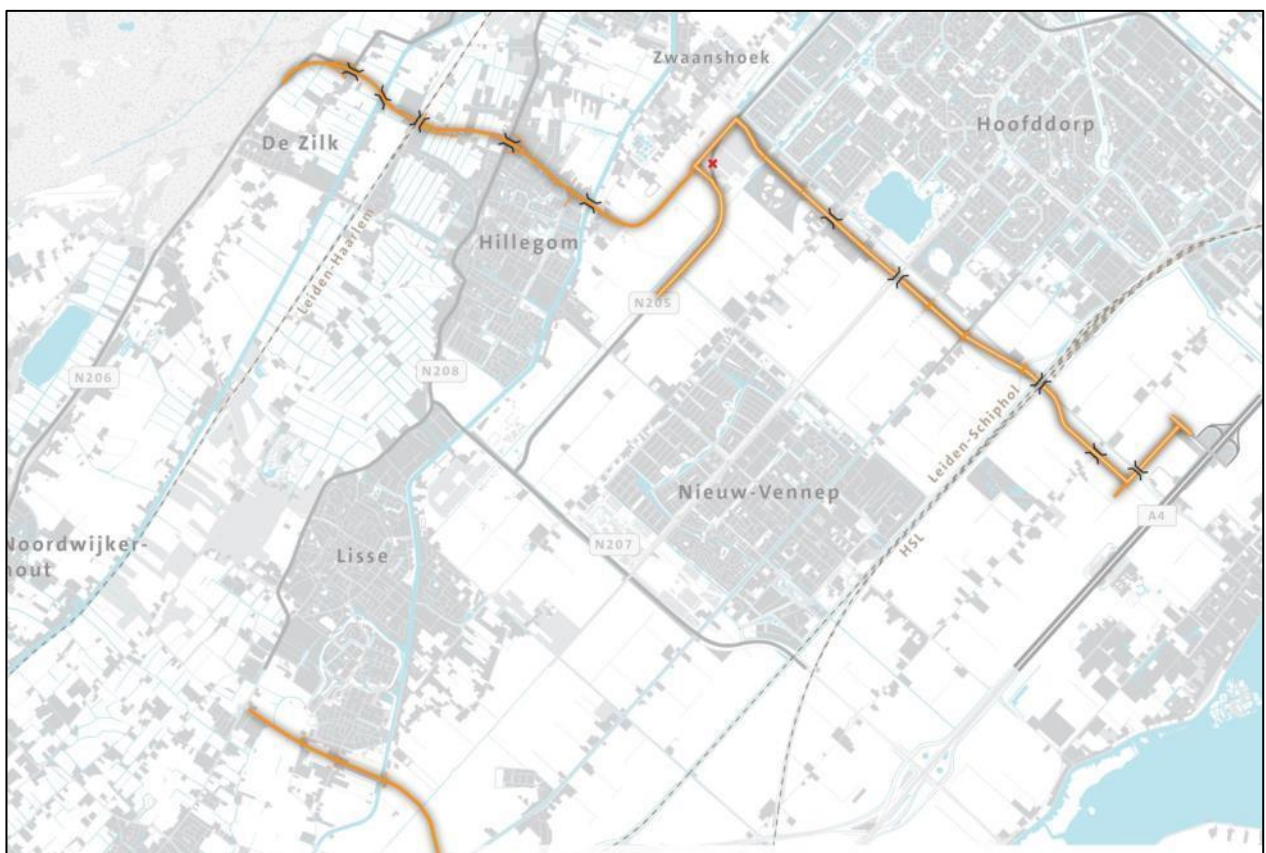 Zwaanshoek
Hoofddorp
De Zilk
Leiden-Haarlem
Hillegom
N205
N206
N208
Leiden-Schiphol
Nieuw-Vennep
A4
HSL
N207
Lisse
Noordwijker-
hout